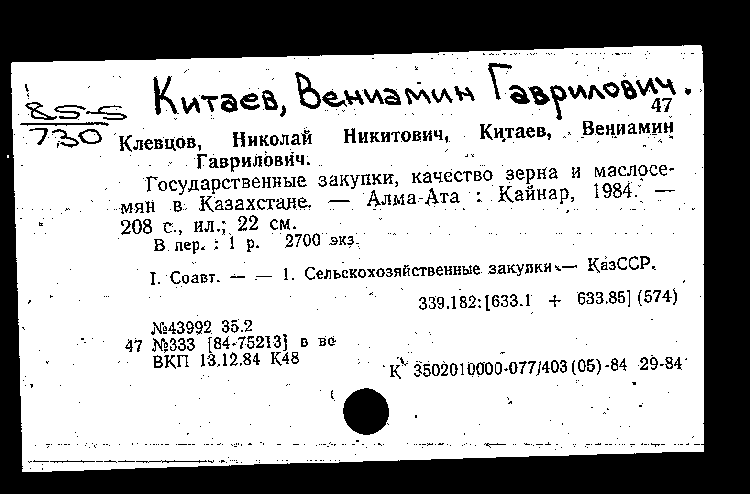 85-5
730
Китаев, Вениамин Гаврилович.
47
Клевцов, Николай Никитович, Китаев, Вениамин
Гаврилович.
Государственные закупки, качество зерна и маслосе-
мян в Казахстане. — Алма-Ата : Кайнар, 1984. —
208 с., ил.; 22 см.
В пер. : 1 р. 2700 экз.
I. Соавт. — — 1. Сельскохозяйственные закупки — КазССР.
339.182:[633.1 + 633.85] (574)
№43992 35.2
47 №333 [84-75213] в во
ВКП 13.12.84 К48
К 3502010000-077/403(05)-84 29-84